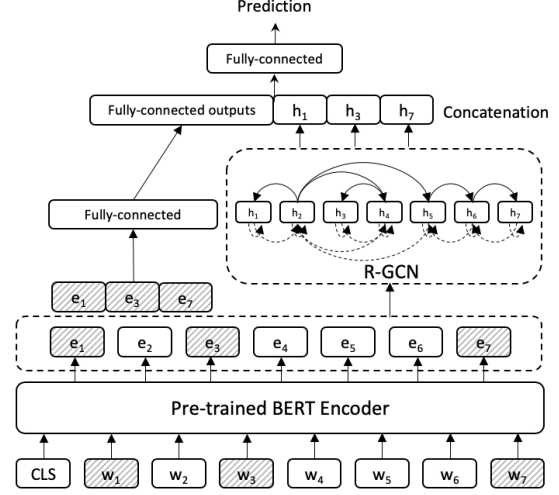 Prediction
Fully-connected
Fully-connected outputs h1 h3 h7 Concatenation
h1 h2 h3 h4 h5 h6 h7
Fully-connected
R-GCN
e1 e3 e7
e1 e2 e3 e4 e5 e6 e7
Pre-trained BERT Encoder
CLS w1 w2 w3 w4 w5 w6 w7